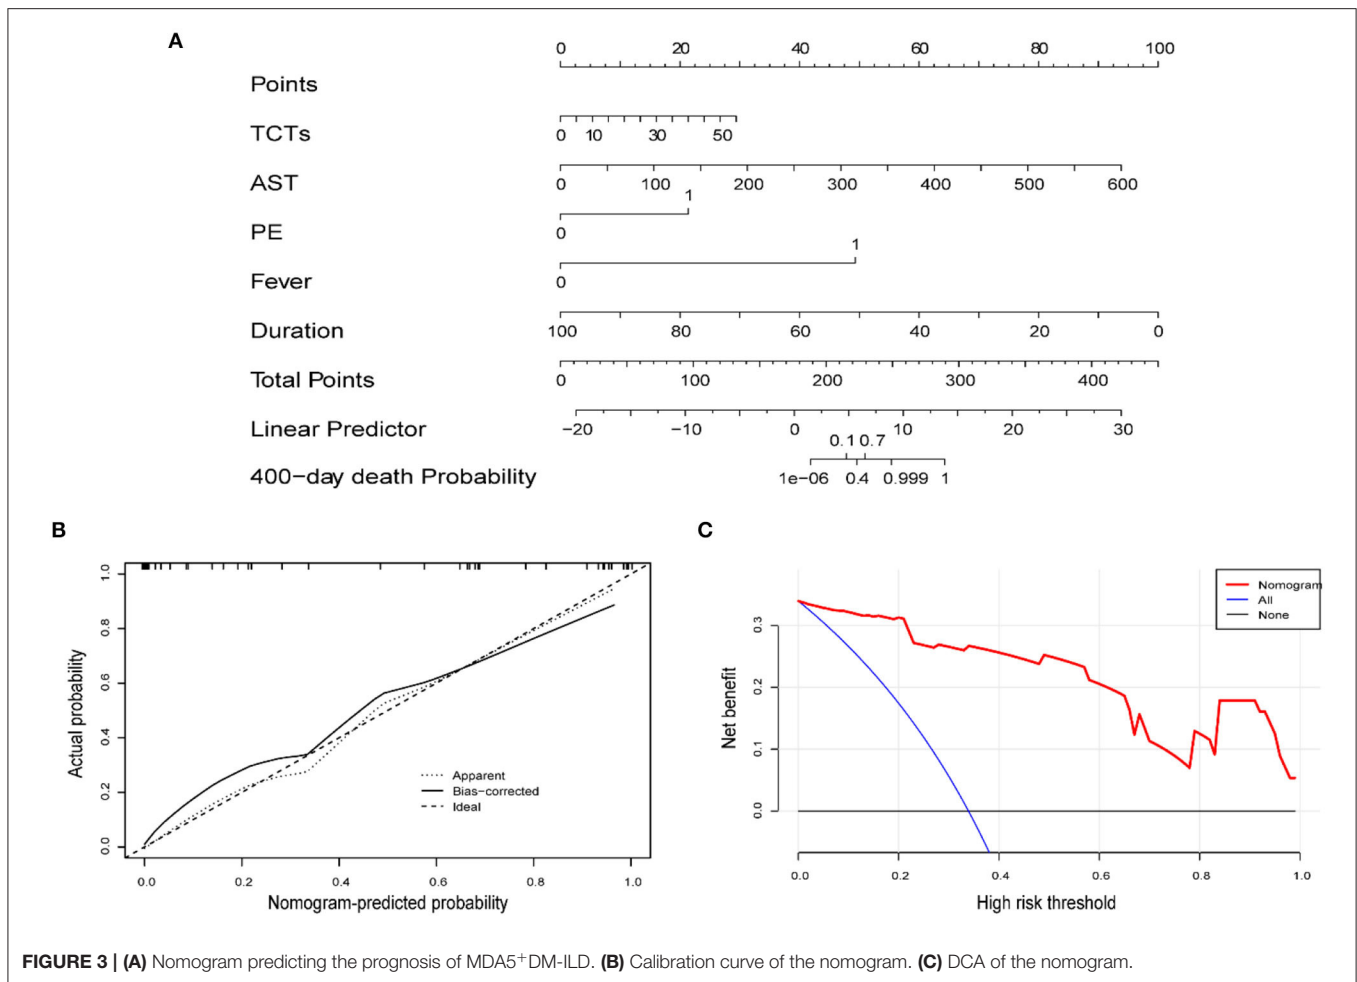 A
0 20 40 60 80 100
Points
TCTs
0 10 30 50
AST
0 100 200 300 400 500 600
1
PE
0
1
Fever
0
Duration
100 80 60 40 20 0
Total Points
0 100 200 300 400
Linear Predictor
−20 −10 0 10 20 30
0.1 0.7
400−day death Probability
1e−06 0.4 0.999 1
B
Actual probability
1.0
0.8
0.6
0.4
0.2
0.0
Apparent
Bias−corrected
Ideal
0.0 0.2 0.4 0.6 0.8 1.0
Nomogram-predicted probability
C
Net benefit
0.3
0.2
0.1
0.0
Nomogram
All
None
0.0 0.2 0.4 0.6 0.8 1.0
High risk threshold
FIGURE 3 | (A) Nomogram predicting the prognosis of MDA5⁺DM-ILD. (B) Calibration curve of the nomogram. (C) DCA of the nomogram.